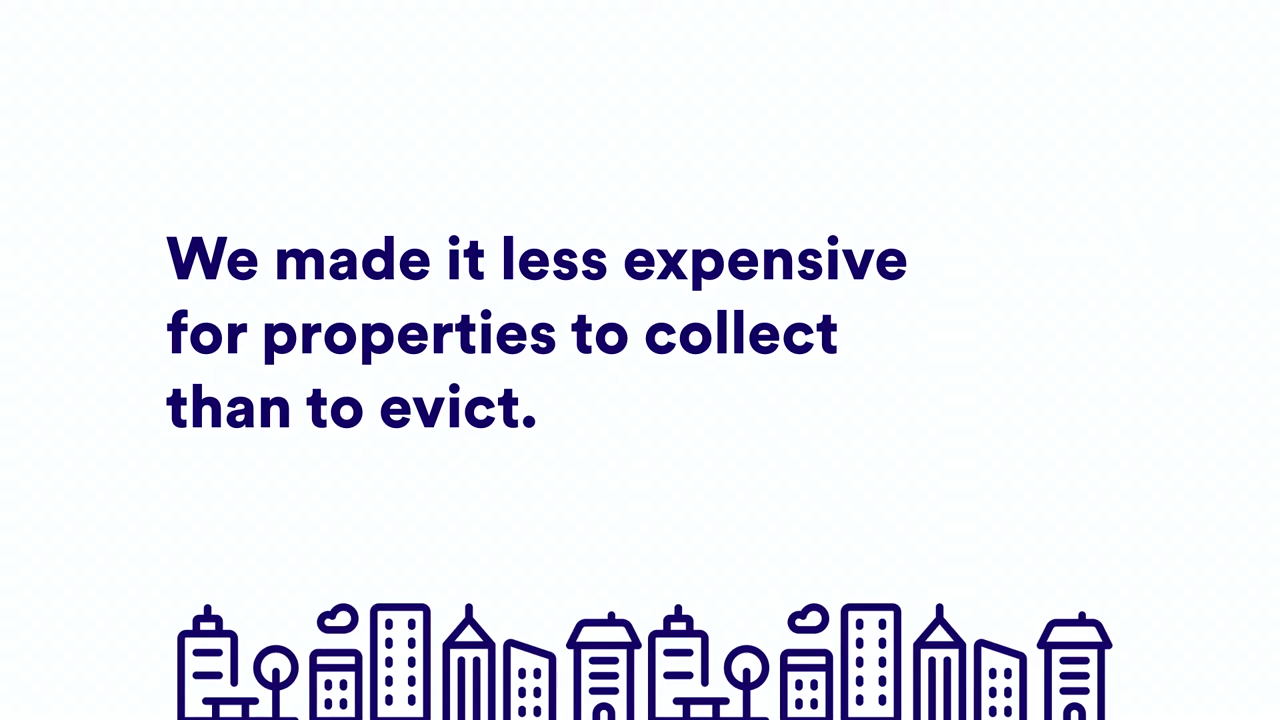 We made it less expensive
for properties to collect
than to evict.